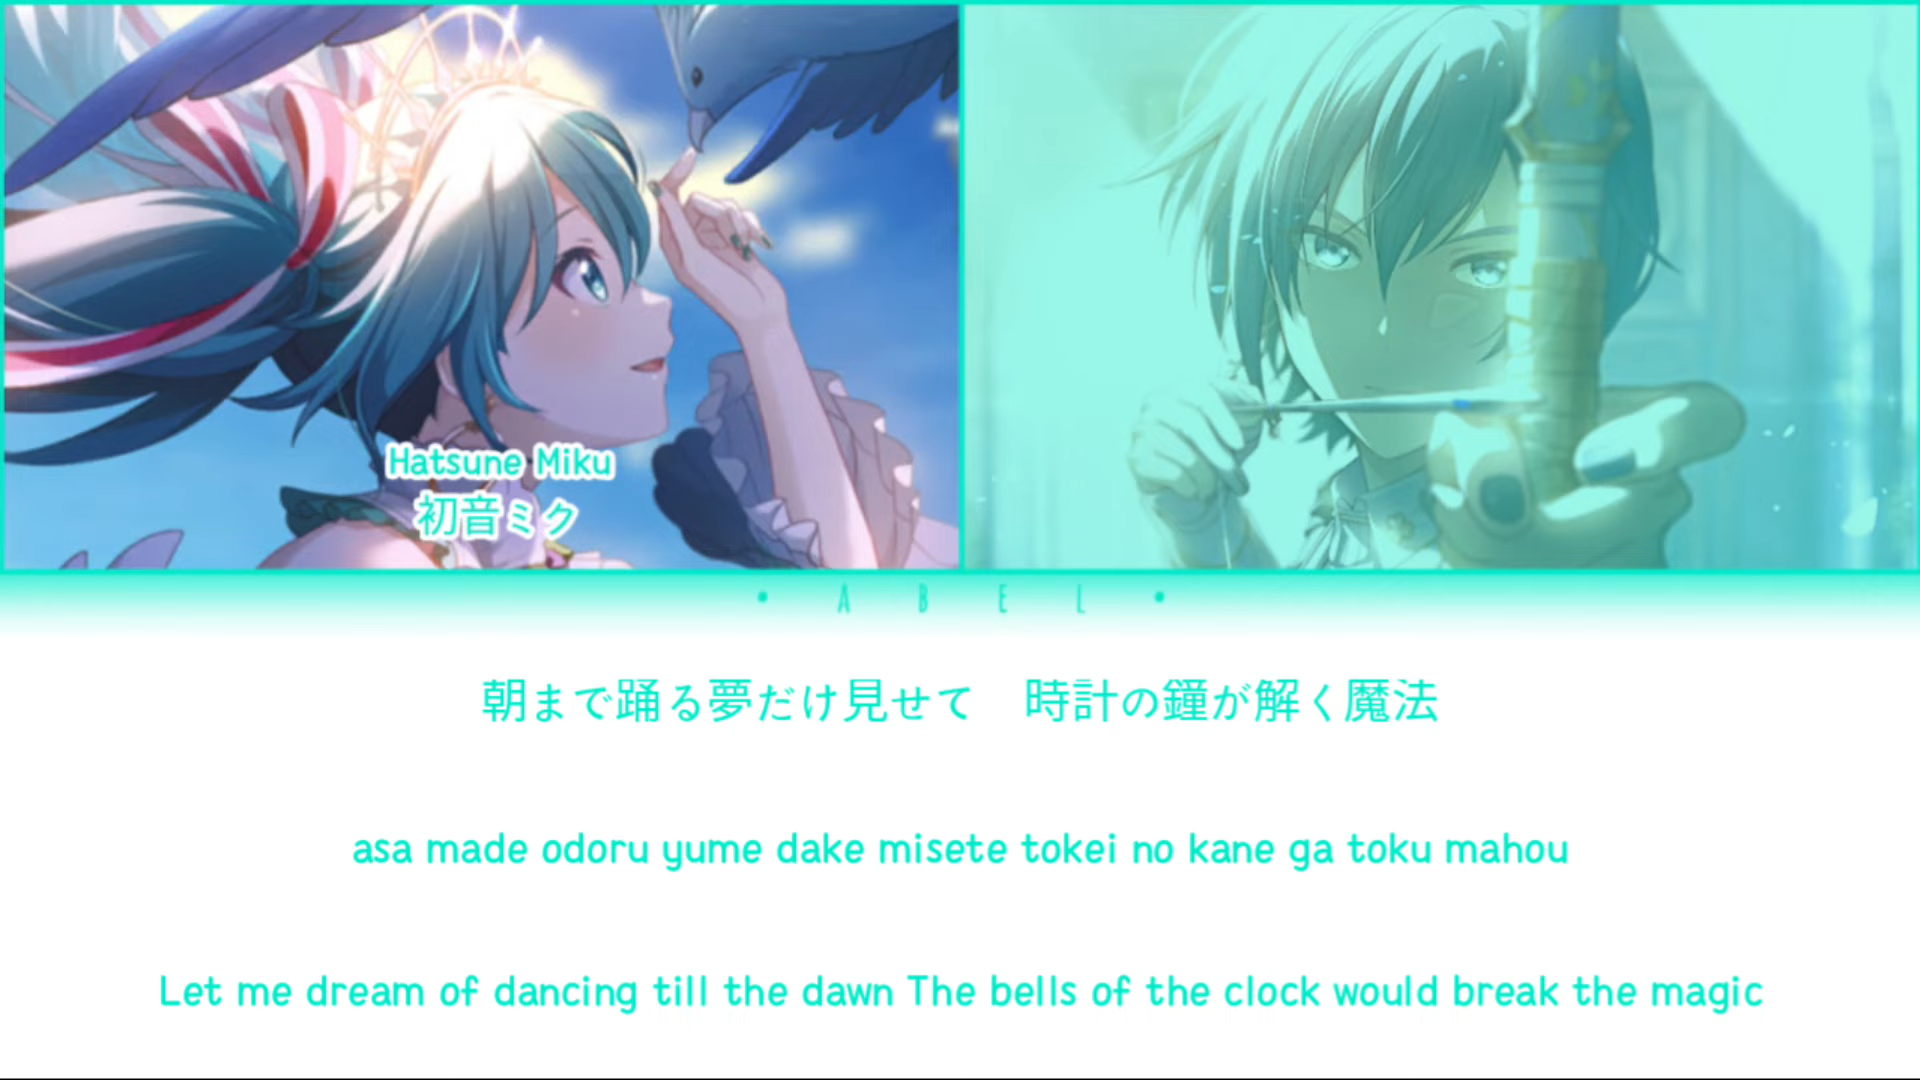 Hatsune Miku
初音ミク
• A B E L •
朝まで踊る夢だけ見せて　時計の鐘が解く魔法
asa made odoru yume dake misete tokei no kane ga toku mahou
Let me dream of dancing till the dawn The bells of the clock would break the magic